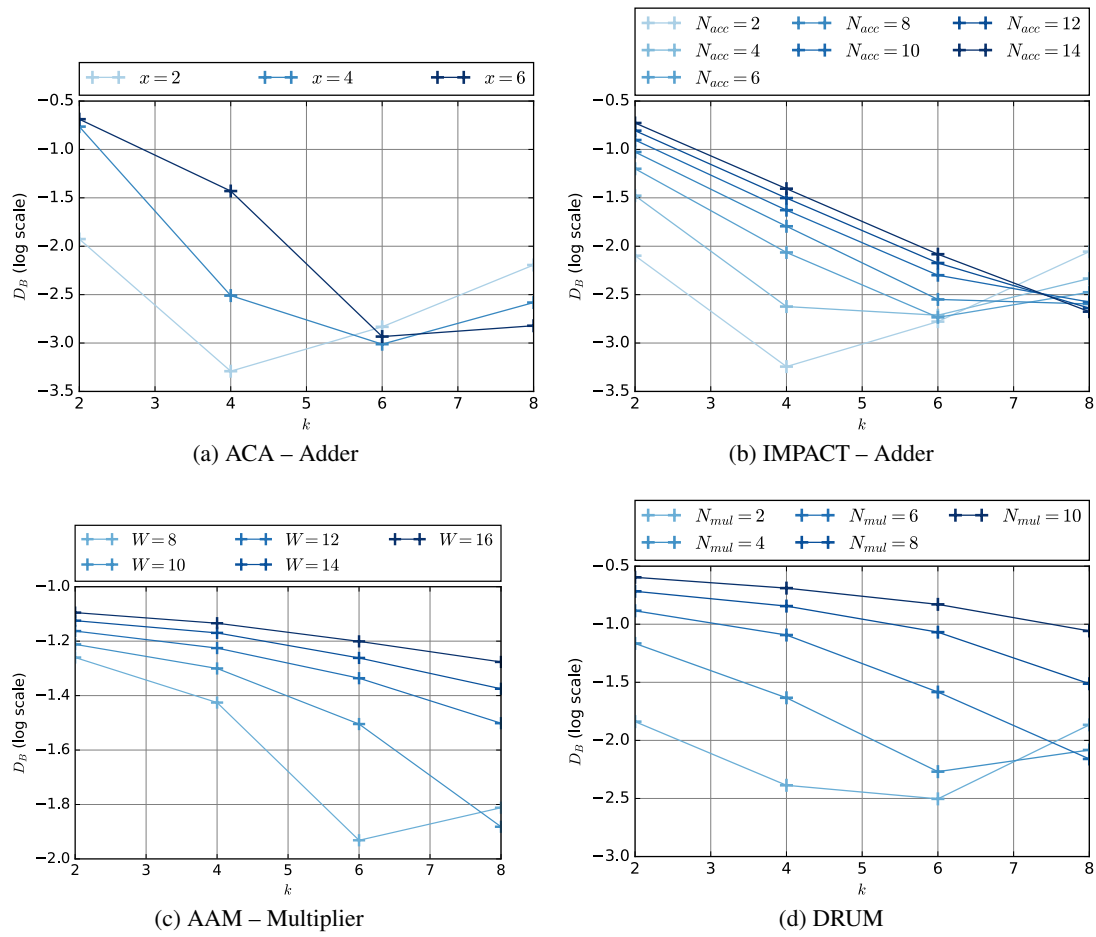 x = 2 x = 4 x = 6
−0.5
−1.0
−1.5
−2.0
−2.5
−3.0
−3.5
D_B (log scale)
2 3 4 5 6 7 8
k
(a) ACA – Adder
N_acc = 2 N_acc = 8 N_acc = 12
N_acc = 4 N_acc = 10 N_acc = 14
N_acc = 6
−0.5
−1.0
−1.5
−2.0
−2.5
−3.0
−3.5
D_B (log scale)
2 3 4 5 6 7 8
k
(b) IMPACT – Adder
W = 8 W = 12 W = 16
W = 10 W = 14
−1.0
−1.2
−1.4
−1.6
−1.8
−2.0
D_B (log scale)
2 3 4 5 6 7 8
k
(c) AAM – Multiplier
N_mul = 2 N_mul = 6 N_mul = 10
N_mul = 4 N_mul = 8
−0.5
−1.0
−1.5
−2.0
−2.5
−3.0
D_B (log scale)
2 3 4 5 6 7 8
k
(d) DRUM